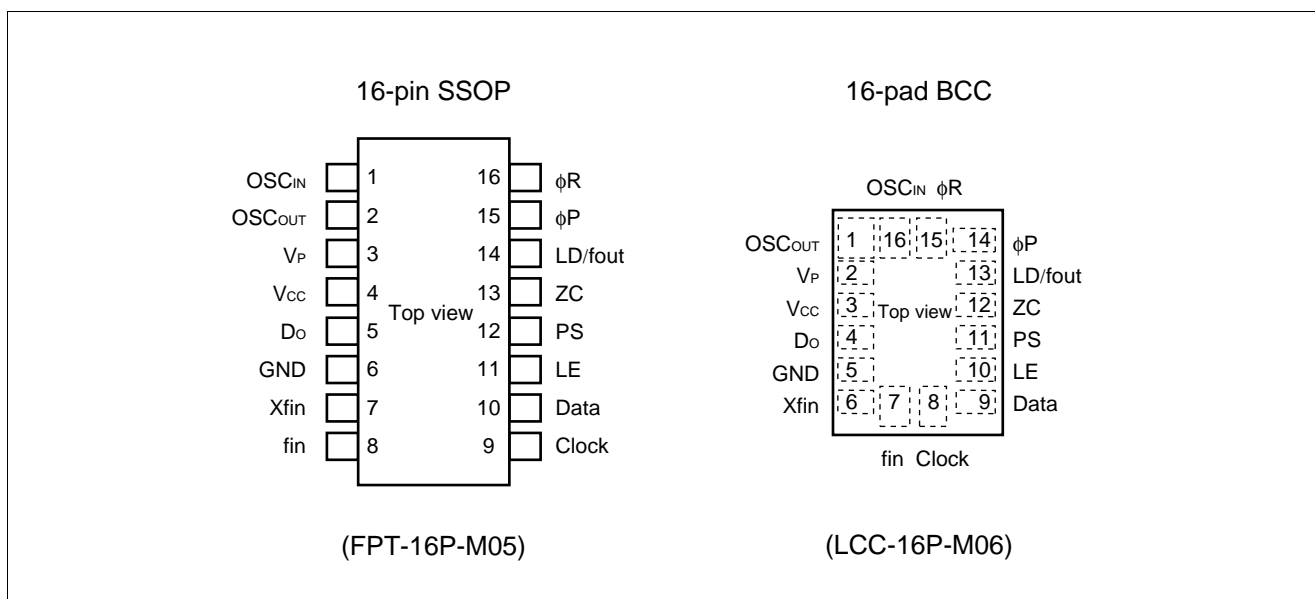 16-pin SSOP
OSCIN 1 16 φR
OSCOUT 2 15 φP
VP 3 14 LD/fout
VCC 4 13 ZC
Top view
DO 5 12 PS
GND 6 11 LE
Xfin 7 10 Data
fin 8 9 Clock
(FPT-16P-M05)
16-pad BCC
OSCIN φR
OSCOUT 1 16 15 14 φP
VP 2 13 LD/fout
VCC 3 Top view 12 ZC
DO 4 11 PS
GND 5 10 LE
Xfin 6 7 8 9 Data
fin Clock
(LCC-16P-M06)